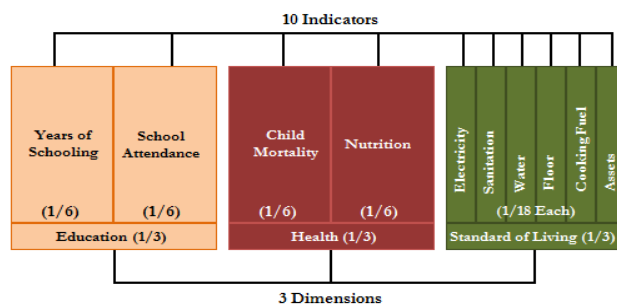 10 Indicators
Years of
Schooling
(1/6)
School
Attendance
(1/6)
Education (1/3)
Child
Mortality
(1/6)
Nutrition
(1/6)
Health (1/3)
Electricity
Sanitation
Water
Floor
Cooking Fuel
Assets
(1/18 Each)
Standard of Living (1/3)
3 Dimensions